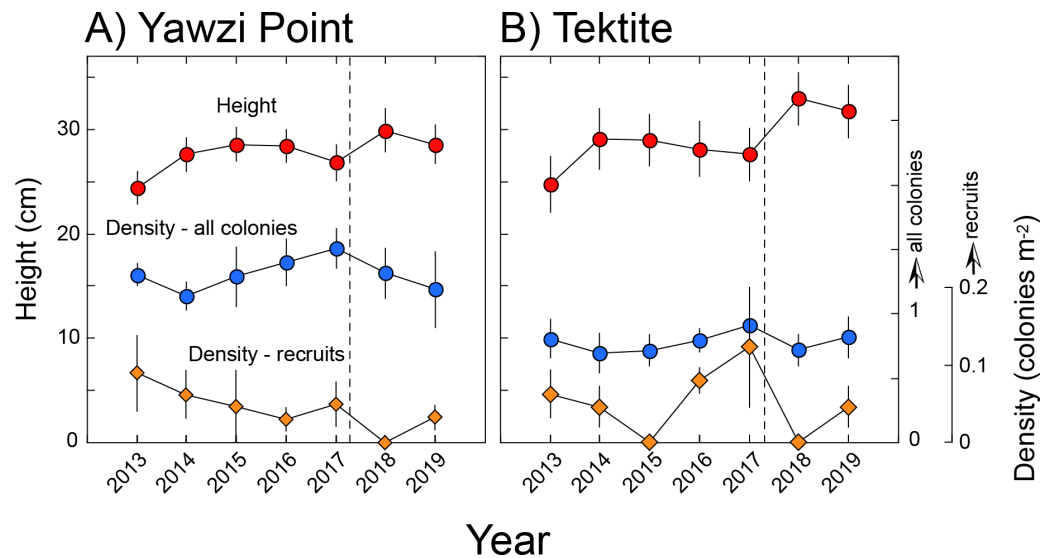 A) Yawzi Point
B) Tektite
Height
Density - all colonies
Density - recruits
Height (cm)
30
20
10
0
2013
2014
2015
2016
2017
2018
2019
2013
2014
2015
2016
2017
2018
2019
1
0
all colonies
0.2
0.1
0
recruits
Density (colonies m-2)
Year